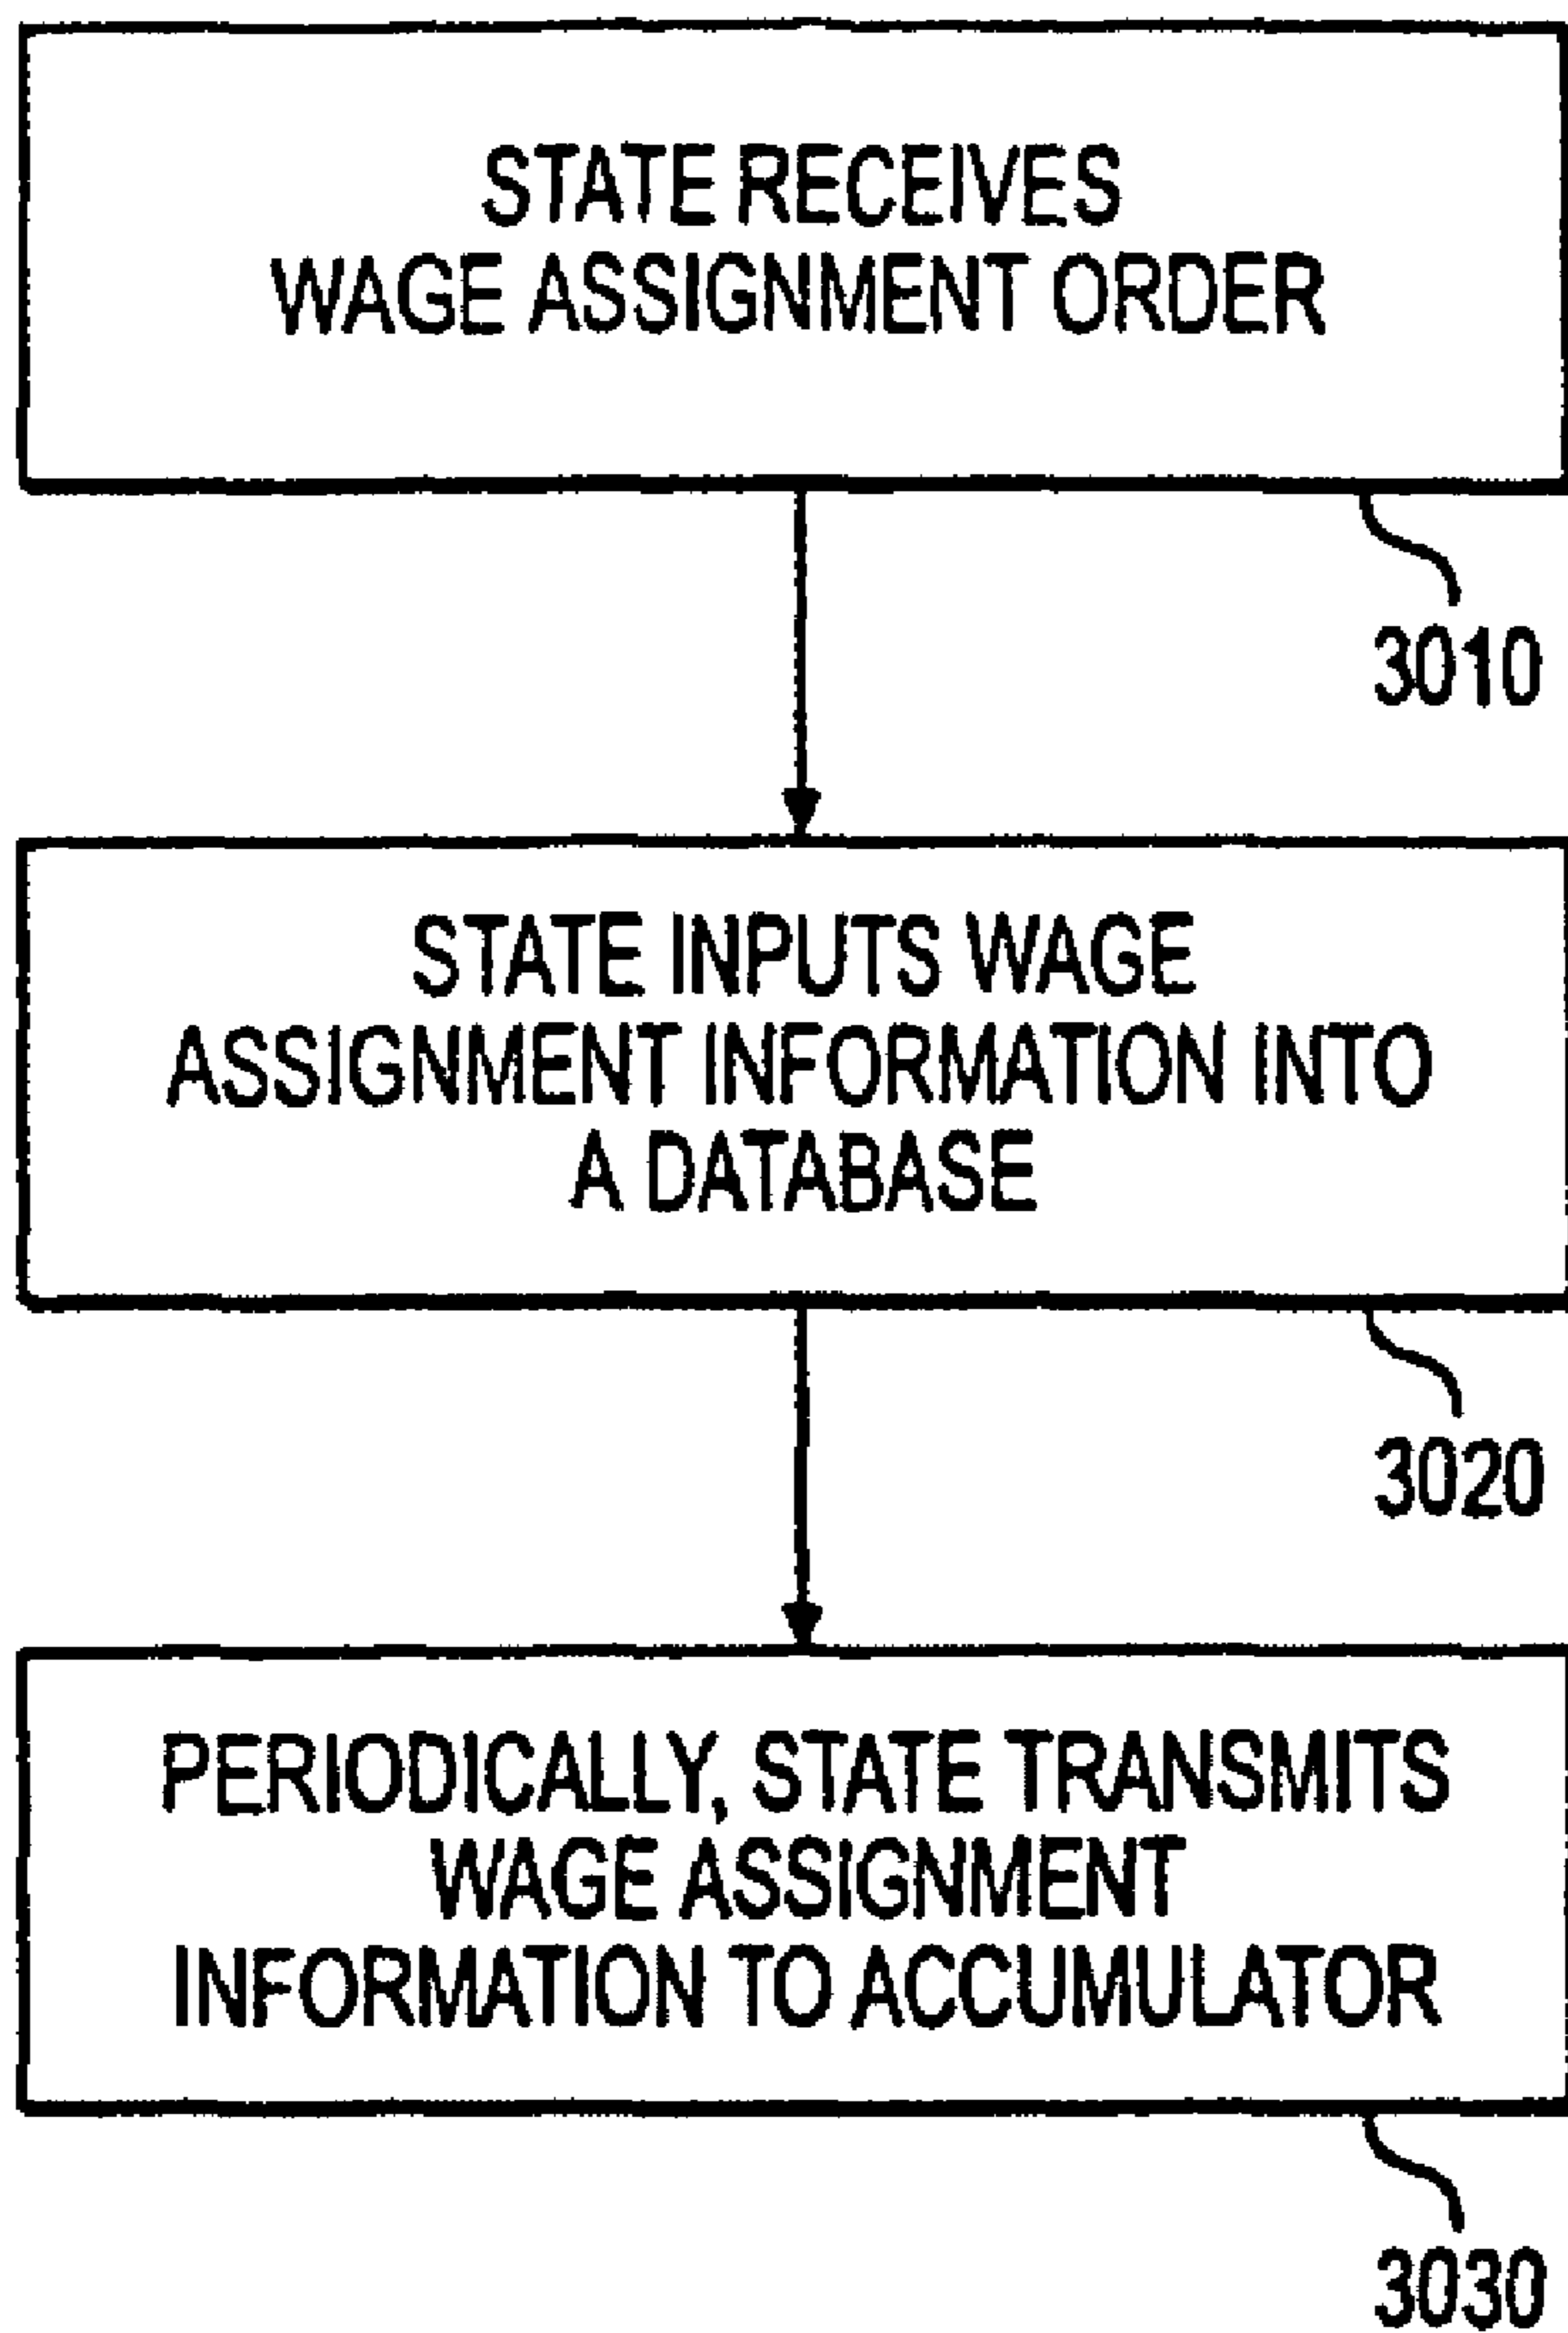 STATE RECEIVES
WAGE ASSIGNMENT ORDER
3010
STATE INPUTS WAGE
ASSIGNMENT INFORMATION INTO
A DATABASE
3020
PERIODICALLY, STATE TRANSMITS
WAGE ASSIGNMENT
INFORMATION TO ACCUMULATOR
3030